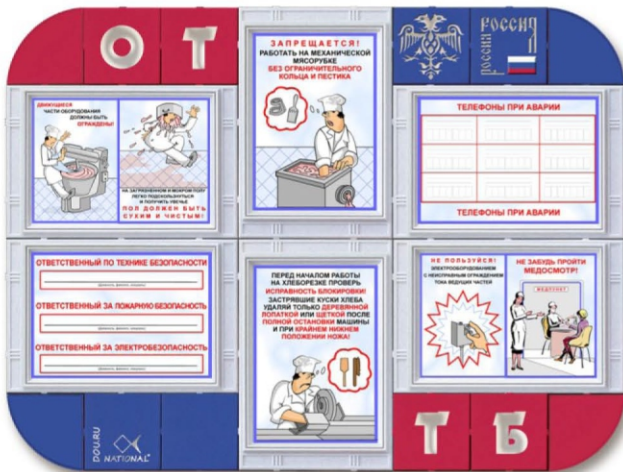 О Т
ЗАПРЕЩАЕТСЯ!
РАБОТАТЬ НА МЕХАНИЧЕСКОЙ
МЯСОРУБКЕ
БЕЗ ОГРАНИЧИТЕЛЬНОГО
КОЛЬЦА И ПЕСТИКА
РОССИЯ
РОССИЯ
ДВИЖУЩИЕСЯ
ЧАСТИ ОБОРУДОВАНИЯ
ДОЛЖНЫ БЫТЬ
ОГРАЖДЕНЫ!
НА ЗАГРЯЗНЕННОМ И МОКРОМ ПОЛУ
ЛЕГКО ПОДСКОЛЬЗНУТЬСЯ
И ПОЛУЧИТЬ УВЕЧЬЕ
ПОЛ ДОЛЖЕН БЫТЬ
СУХИМ И ЧИСТЫМ!
ТЕЛЕФОНЫ ПРИ АВАРИИ
ТЕЛЕФОНЫ ПРИ АВАРИИ
ОТВЕТСТВЕННЫЙ ПО ТЕХНИКЕ БЕЗОПАСНОСТИ
ОТВЕТСТВЕННЫЙ ЗА ПОЖАРНУЮ БЕЗОПАСНОСТЬ
ОТВЕТСТВЕННЫЙ ЗА ЭЛЕКТРОБЕЗОПАСНОСТЬ
ПЕРЕД НАЧАЛОМ РАБОТЫ
НА ХЛЕБОРЕЗКЕ ПРОВЕРЬ
ИСПРАВНОСТЬ БЛОКИРОВКИ!
ЗАСТРЯВШИЕ КУСКИ ХЛЕБА
УДАЛЯЙ ТОЛЬКО ДЕРЕВЯННОЙ
ЛОПАТКОЙ ИЛИ ЩЕТКОЙ ПОСЛЕ
ПОЛНОЙ ОСТАНОВКИ МАШИНЫ
И ПРИ КРАЙНЕМ НИЖНЕМ
ПОЛОЖЕНИИ НОЖА!
НЕ ПОЛЬЗУЙСЯ!
ЭЛЕКТРООБОРУДОВАНИЕМ
С НЕИСПРАВНЫМ ОГРАЖДЕНИЕМ
ТОКА ВЕДУЩИХ ЧАСТЕЙ
НЕ ЗАБУДЬ ПРОЙТИ
МЕДОСМОТР!
МЕДПУНКТ
DOU.RU
NATIONAL
Т Б